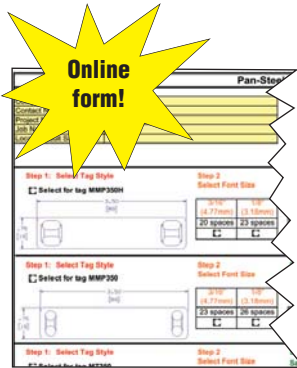 Online
form!
Pan-Steel
Contact
Project
Job N
Step 1: Select Tag Style
Step 2
Select Font Size
Select for tag MMP350H
3/16"
(4.77mm)
1/8"
(3.18mm)
20 spaces
23 spaces
Step 1: Select Tag Style
Step 2
Select Font Size
Select for tag MMP350
3/16"
(4.77mm)
1/8"
(3.18mm)
23 spaces
26 spaces
Step 1: Select Tag Style
Step 2
Select Font Size